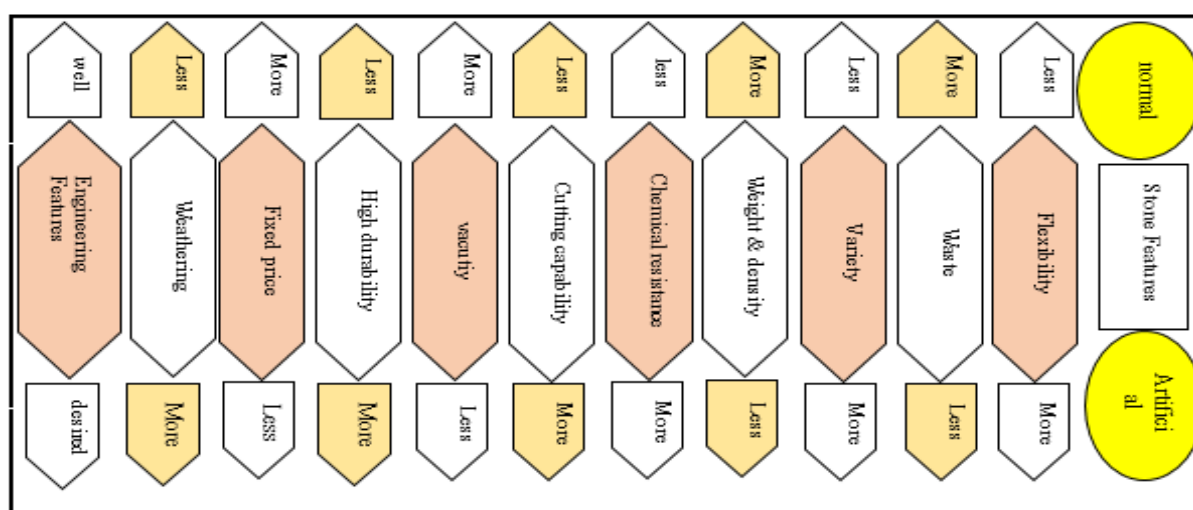 normal
Stone Features
Artifici
al
Less
Flexibility
More
More
Waste
Less
Less
Variety
More
More
Weight & density
Less
less
Chemical resistance
More
Less
Cutting capability
More
More
vacutiy
Less
Less
High durability
More
More
Fixed price
Less
Less
Weathering
More
well
Engineering
Features
desired